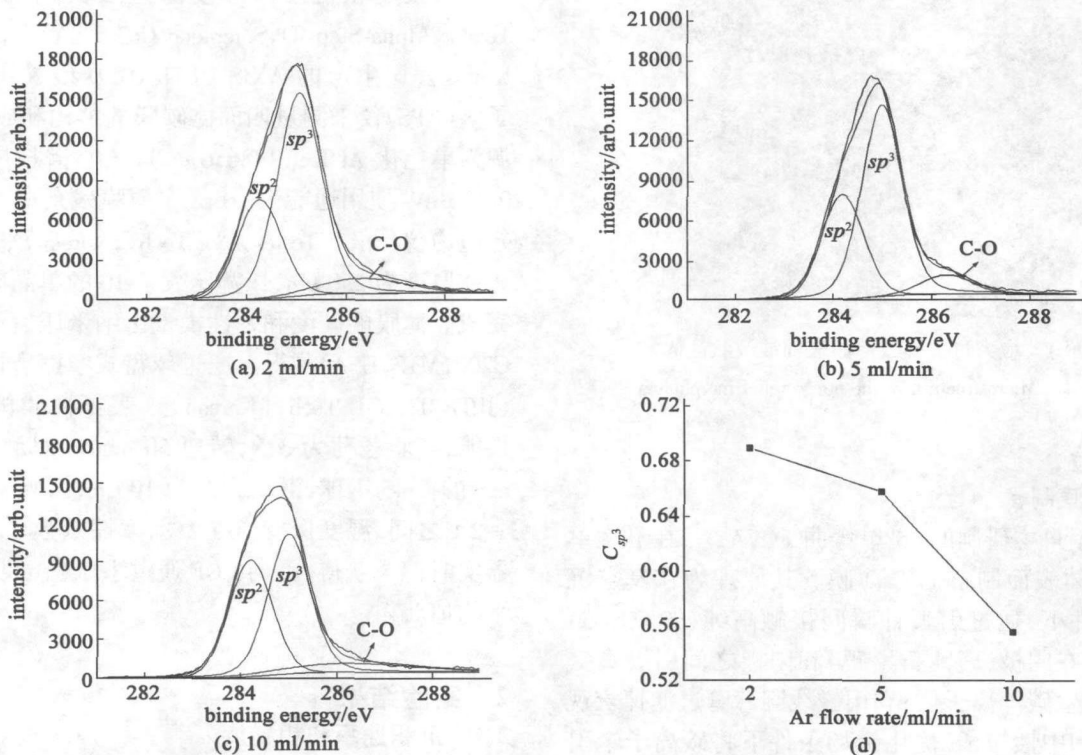 21000
18000
15000
12000
9000
6000
3000
0
intensity/arb.unit
sp²
sp³
C-O
282 284 286 288
binding energy/eV
(a) 2 ml/min
21000
18000
15000
12000
9000
6000
3000
0
intensity/arb.unit
sp²
sp³
C-O
282 284 286 288
binding energy/eV
(b) 5 ml/min
21000
18000
15000
12000
9000
6000
3000
0
intensity/arb.unit
sp²
sp³
C-O
282 284 286 288
binding energy/eV
(c) 10 ml/min
0.72
0.68
0.64
0.60
0.56
0.52
2 5 10
Ar flow rate/ml/min
(d)